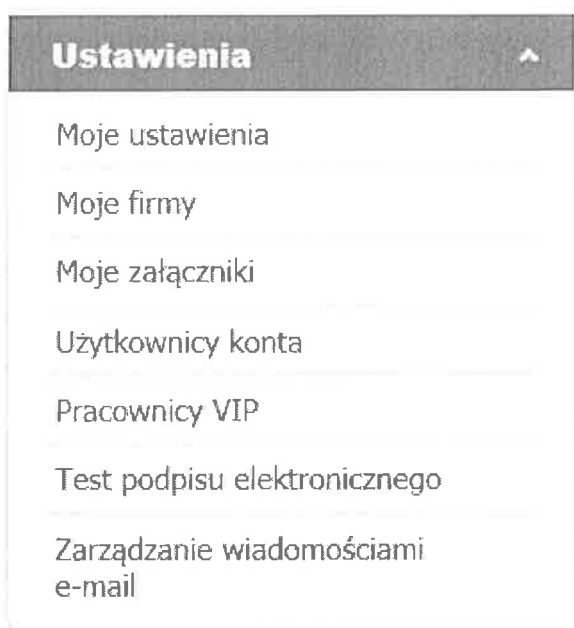 Ustawienia
Moje ustawienia
Moje firmy
Moje załączniki
Użytkownicy konta
Pracownicy VIP
Test podpisu elektronicznego
Zarządzanie wiadomościami
e-mail